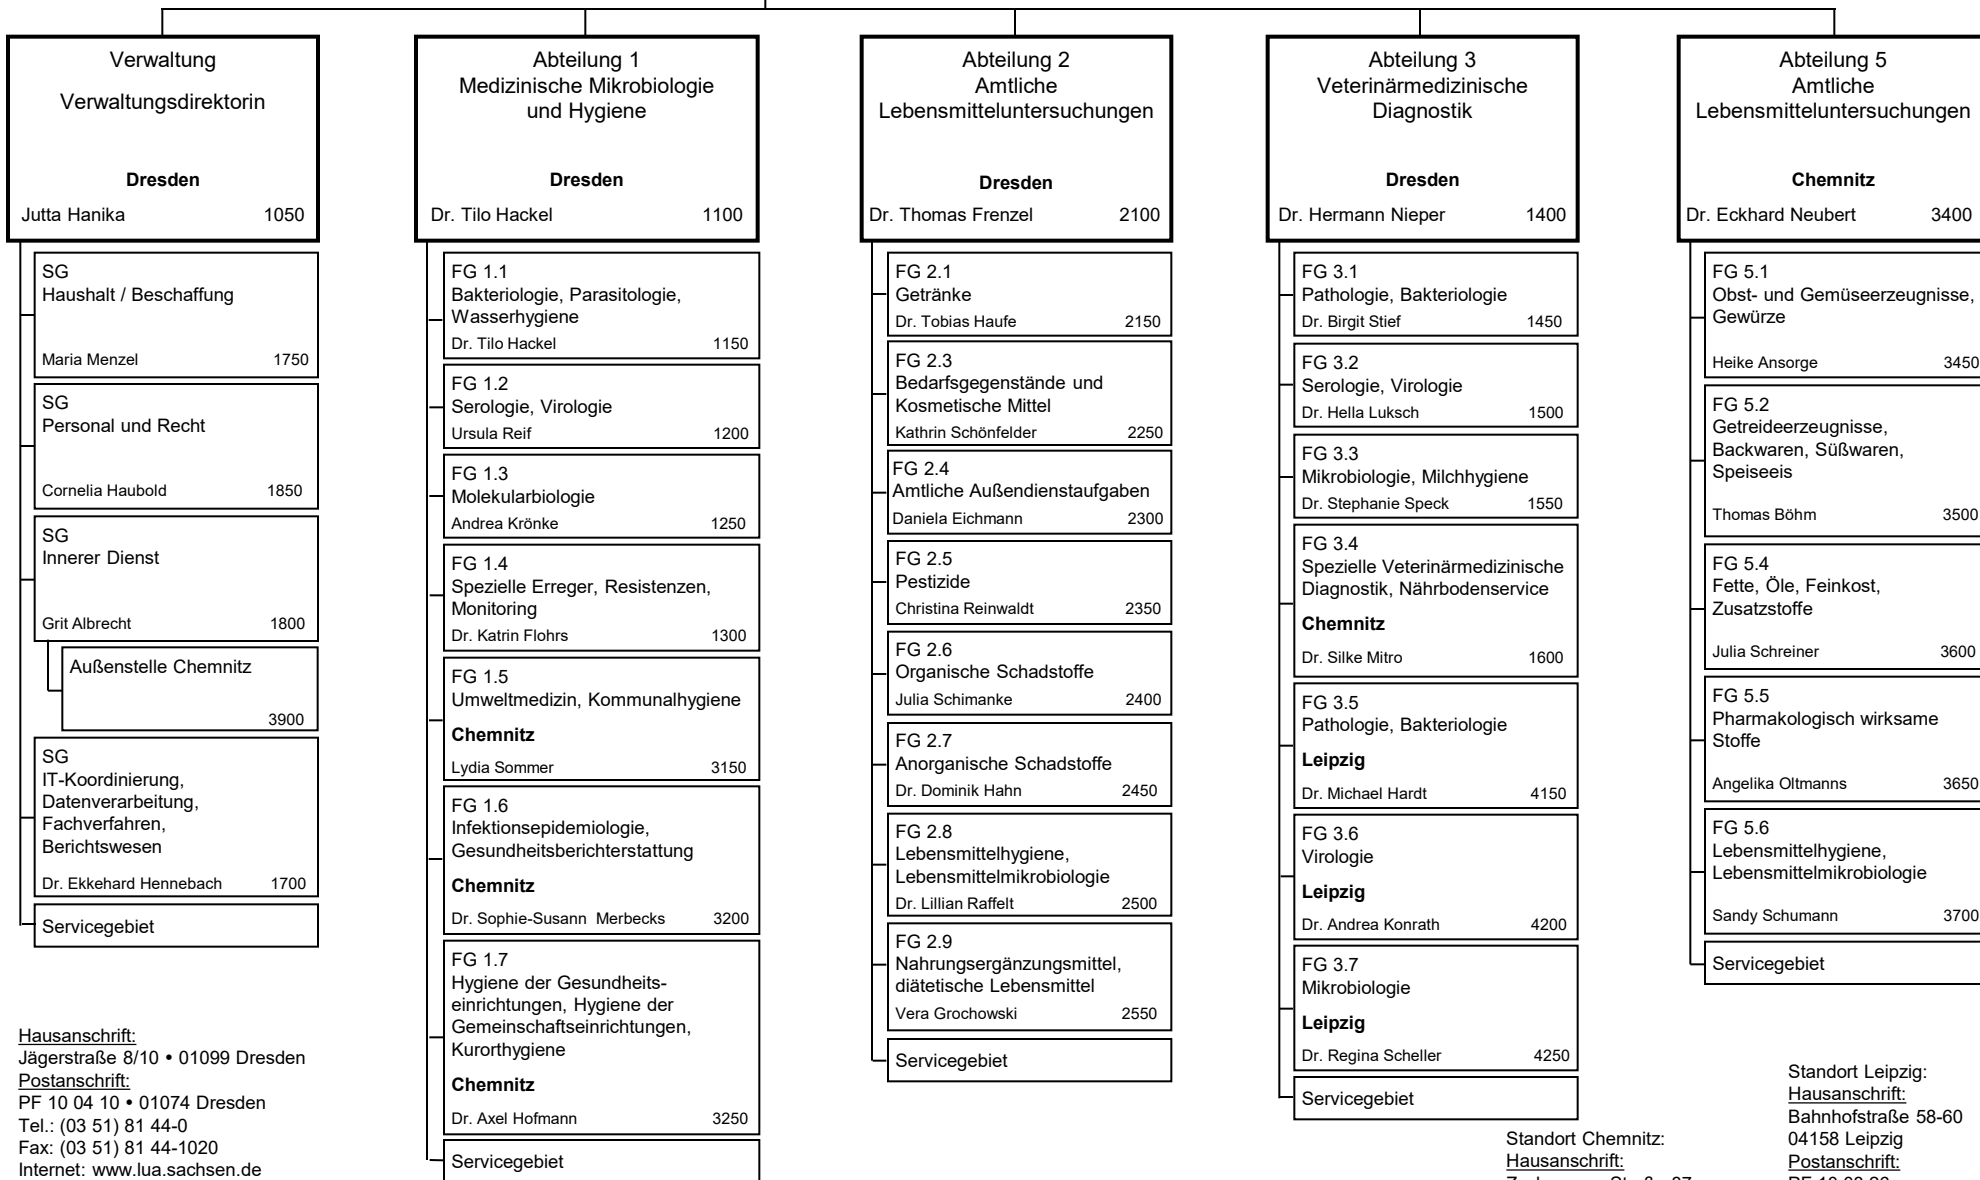 Verwaltung
Verwaltungsdirektorin
Dresden
Jutta Hanika 1050
SG
Haushalt / Beschaffung
Maria Menzel 1750
SG
Personal und Recht
Cornelia Haubold 1850
SG
Innerer Dienst
Grit Albrecht 1800
Außenstelle Chemnitz
3900
SG
IT-Koordinierung,
Datenverarbeitung,
Fachverfahren,
Berichtswesen
Dr. Ekkehard Hennebach 1700
Servicegebiet
Hausanschrift:
Jägerstraße 8/10 • 01099 Dresden
Postanschrift:
PF 10 04 10 • 01074 Dresden
Tel.: (03 51) 81 44-0
Fax: (03 51) 81 44-1020
Internet: www.lua.sachsen.de
Abteilung 1
Medizinische Mikrobiologie
und Hygiene
Dresden
Dr. Tilo Hackel 1100
FG 1.1
Bakteriologie, Parasitologie,
Wasserhygiene
Dr. Tilo Hackel 1150
FG 1.2
Serologie, Virologie
Ursula Reif 1200
FG 1.3
Molekularbiologie
Andrea Krönke 1250
FG 1.4
Spezielle Erreger, Resistenzen,
Monitoring
Dr. Katrin Flohrs 1300
FG 1.5
Umweltmedizin, Kommunalhygiene
Chemnitz
Lydia Sommer 3150
FG 1.6
Infektionsepidemiologie,
Gesundheitsberichterstattung
Chemnitz
Dr. Sophie-Susann Merbecks 3200
FG 1.7
Hygiene der Gesundheits-
einrichtungen, Hygiene der
Gemeinschaftseinrichtungen,
Kurorthygiene
Chemnitz
Dr. Axel Hofmann 3250
Servicegebiet
Abteilung 2
Amtliche
Lebensmitteluntersuchungen
Dresden
Dr. Thomas Frenzel 2100
FG 2.1
Getränke
Dr. Tobias Haufe 2150
FG 2.3
Bedarfsgegenstände und
Kosmetische Mittel
Kathrin Schönfelder 2250
FG 2.4
Amtliche Außendienstaufgaben
Daniela Eichmann 2300
FG 2.5
Pestizide
Christina Reinwaldt 2350
FG 2.6
Organische Schadstoffe
Julia Schimanke 2400
FG 2.7
Anorganische Schadstoffe
Dr. Dominik Hahn 2450
FG 2.8
Lebensmittelhygiene,
Lebensmittelmikrobiologie
Dr. Lillian Raffelt 2500
FG 2.9
Nahrungsergänzungsmittel,
diätetische Lebensmittel
Vera Grochowski 2550
Servicegebiet
Abteilung 3
Veterinärmedizinische
Diagnostik
Dresden
Dr. Hermann Nieper 1400
FG 3.1
Pathologie, Bakteriologie
Dr. Birgit Stief 1450
FG 3.2
Serologie, Virologie
Dr. Hella Luksch 1500
FG 3.3
Mikrobiologie, Milchhygiene
Dr. Stephanie Speck 1550
FG 3.4
Spezielle Veterinärmedizinische
Diagnostik, Nährbodenservice
Chemnitz
Dr. Silke Mitro 1600
FG 3.5
Pathologie, Bakteriologie
Leipzig
Dr. Michael Hardt 4150
FG 3.6
Virologie
Leipzig
Dr. Andrea Konrath 4200
FG 3.7
Mikrobiologie
Leipzig
Dr. Regina Scheller 4250
Servicegebiet
Abteilung 5
Amtliche
Lebensmitteluntersuchungen
Chemnitz
Dr. Eckhard Neubert 3400
FG 5.1
Obst- und Gemüseerzeugnisse,
Gewürze
Heike Ansorge 3450
FG 5.2
Getreideerzeugnisse,
Backwaren, Süßwaren,
Speiseeis
Thomas Böhm 3500
FG 5.4
Fette, Öle, Feinkost,
Zusatzstoffe
Julia Schreiner 3600
FG 5.5
Pharmakologisch wirksame
Stoffe
Angelika Oltmanns 3650
FG 5.6
Lebensmittelhygiene,
Lebensmittelmikrobiologie
Sandy Schumann 3700
Servicegebiet
Standort Chemnitz:
Hausanschrift:
Standort Leipzig:
Hausanschrift:
Bahnhofstraße 58-60
04158 Leipzig
Postanschrift: